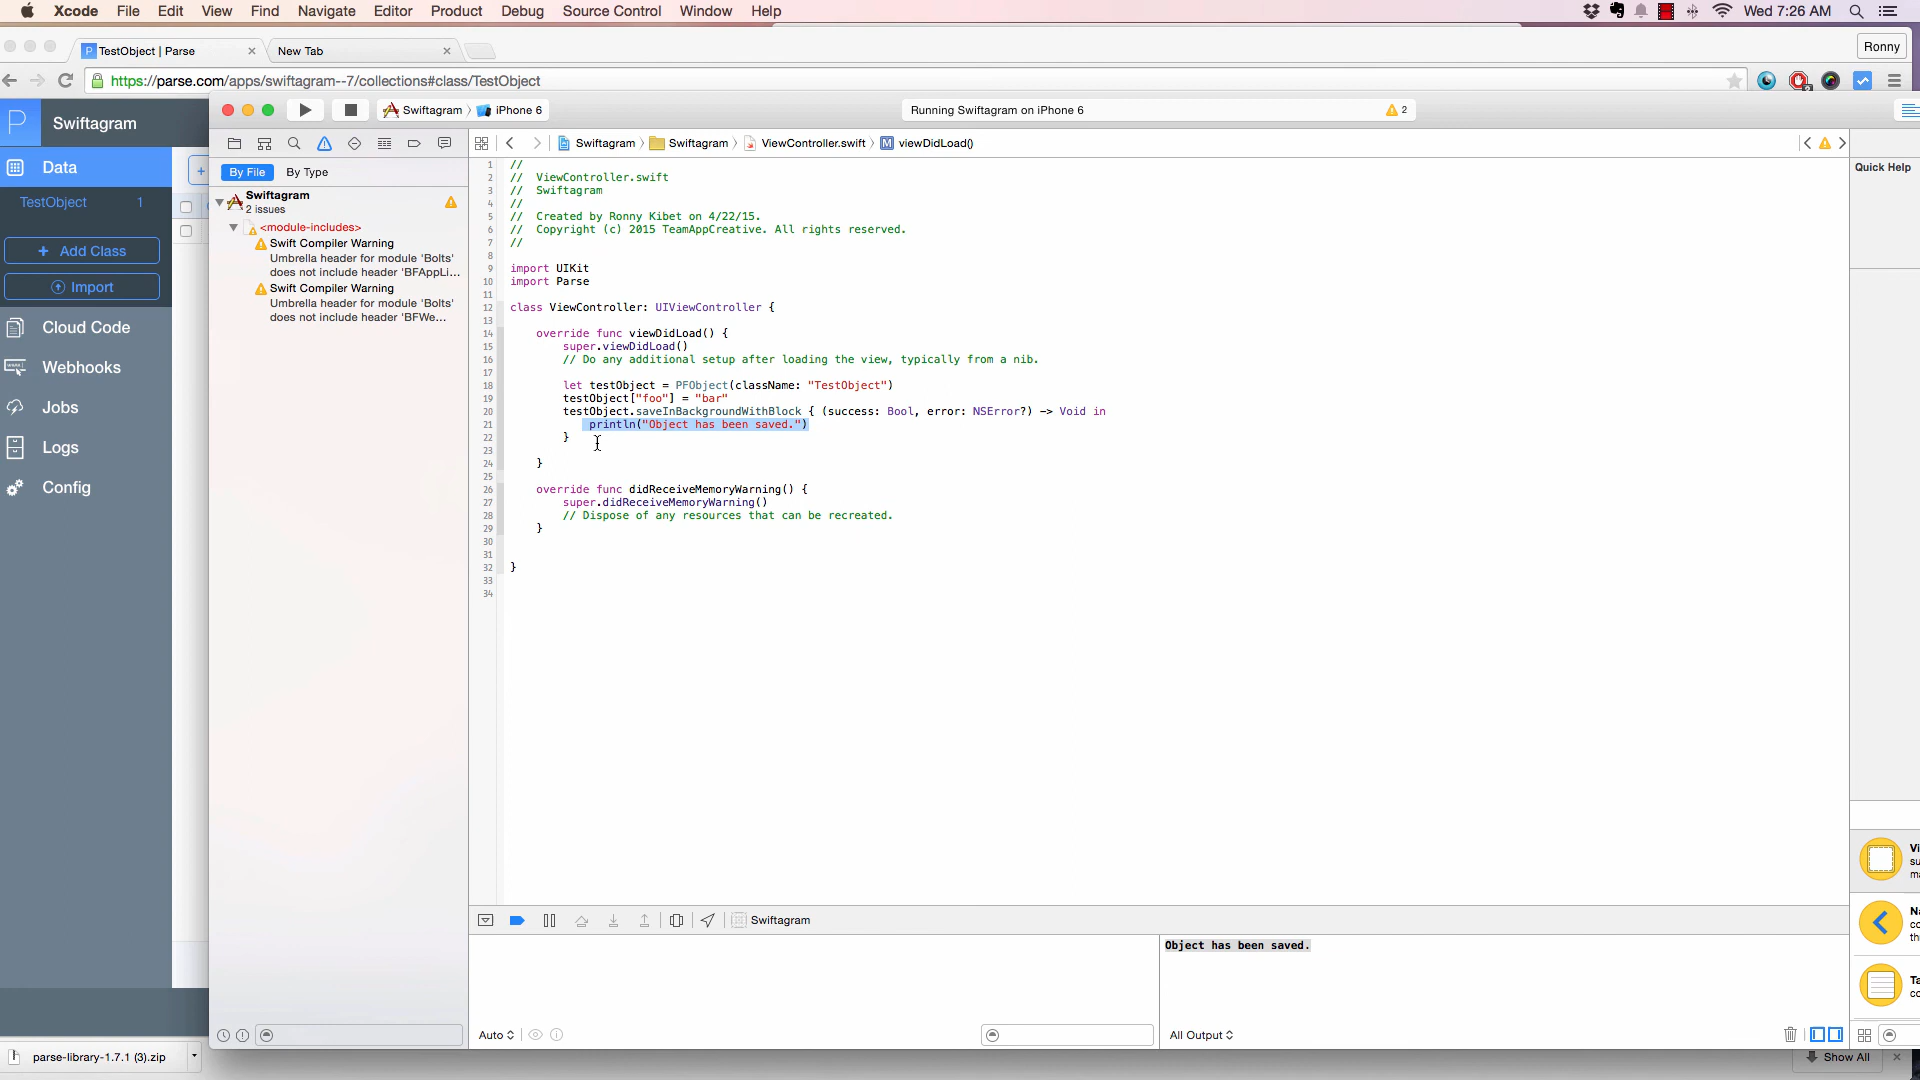 Xcode File Edit View Find Navigate Editor Product Debug Source Control Window Help Wed 7:26 AM
TestObject | Parse New Tab Ronny
https://parse.com/apps/swiftagram--7/collections#class/TestObject
Swiftagram
Data
TestObject 1
+ Add Class
Import
Cloud Code
Webhooks
Jobs
Logs
Config
Swiftagram iPhone 6 Running Swiftagram on iPhone 6 2
Swiftagram Swiftagram ViewController.swift M viewDidLoad()
By File By Type
Swiftagram
2 issues
<module-includes>
Swift Compiler Warning
Umbrella header for module 'Bolts'
does not include header 'BFAppLi...
Swift Compiler Warning
Umbrella header for module 'Bolts'
does not include header 'BFWe...
1 //
2 // ViewController.swift
3 // Swiftagram
4 //
5 // Created by Ronny Kibet on 4/22/15.
6 // Copyright (c) 2015 TeamAppCreative. All rights reserved.
7 //
8
9 import UIKit
10 import Parse
11
12 class ViewController: UIViewController {
13
14 override func viewDidLoad() {
15 super.viewDidLoad()
16 // Do any additional setup after loading the view, typically from a nib.
17
18 let testObject = PFObject(className: "TestObject")
19 testObject["foo"] = "bar"
20 testObject.saveInBackgroundWithBlock { (success: Bool, error: NSError?) -> Void in
21 println("Object has been saved.")
22 }
23
24 }
25
26 override func didReceiveMemoryWarning() {
27 super.didReceiveMemoryWarning()
28 // Dispose of any resources that can be recreated.
29 }
30
31
32 }
33
34
Quick Help
Swiftagram
Object has been saved.
Auto
All Output
parse-library-1.7.1 (3).zip
Show All